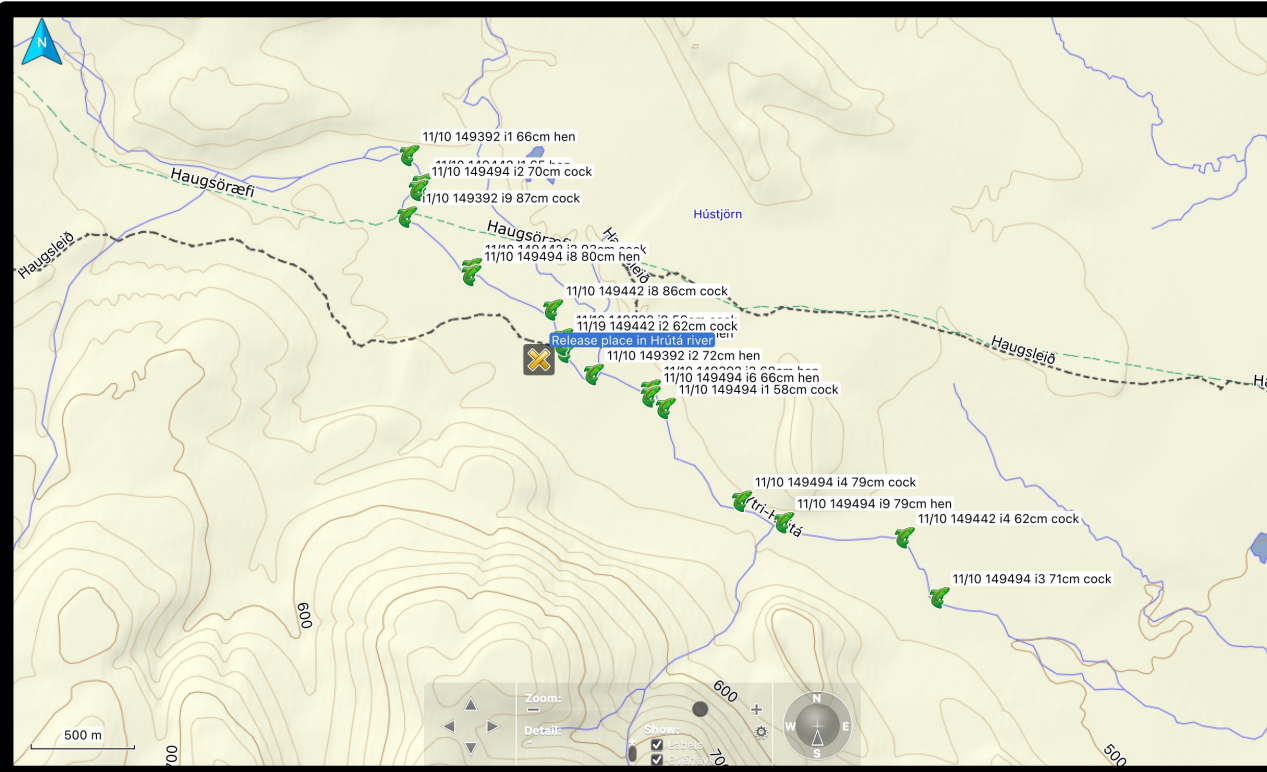 N
11/10 149392 i1 66cm hen
11/10 149494 i2 70cm cock
Haugsöræfi
11/10 149392 i9 87cm cock
Hústjörn
Haugsleið
11/10 149494 i8 80cm hen
11/10 149442 i8 86cm cock
11/19 149442 i2 62cm cock
Release place in Hrútá river
Haugsleið
11/10 149392 i2 72cm hen
11/10 149494 i6 66cm hen
11/10 149494 i1 58cm cock
11/10 149494 i4 79cm cock
11/10 149494 i9 79cm hen
11/10 149442 i4 62cm cock
11/10 149494 i3 71cm cock
600
600
Zoom:
N
W
E
S
Detail:
Show:
Labels
500 m
700
500